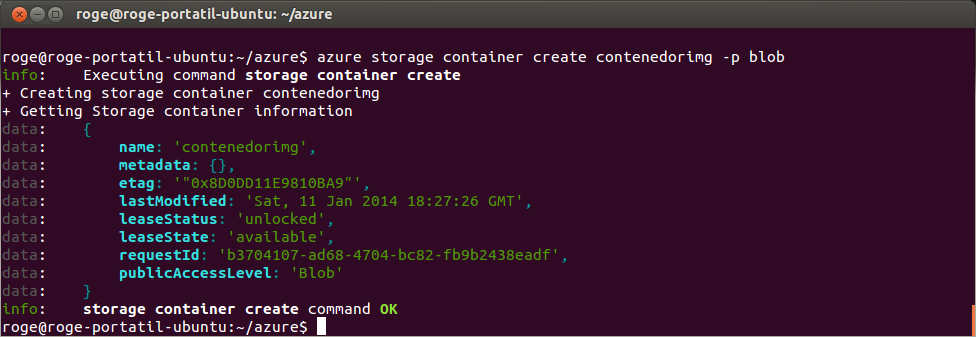 roge@roge-portatil-ubuntu: ~/azure
roge@roge-portatil-ubuntu:~/azure$ azure storage container create contenedorimg -p blob
info:    Executing command storage container create
+ Creating storage container contenedorimg
+ Getting Storage container information
data:    {
data:        name: 'contenedorimg',
data:        metadata: {},
data:        etag: '"0x8D0DD11E9810BA9"',
data:        lastModified: 'Sat, 11 Jan 2014 18:27:26 GMT',
data:        leaseStatus: 'unlocked',
data:        leaseState: 'available',
data:        requestId: 'b3704107-ad68-4704-bc82-fb9b2438eadf',
data:        publicAccessLevel: 'Blob'
data:    }
info:    storage container create command OK
roge@roge-portatil-ubuntu:~/azure$